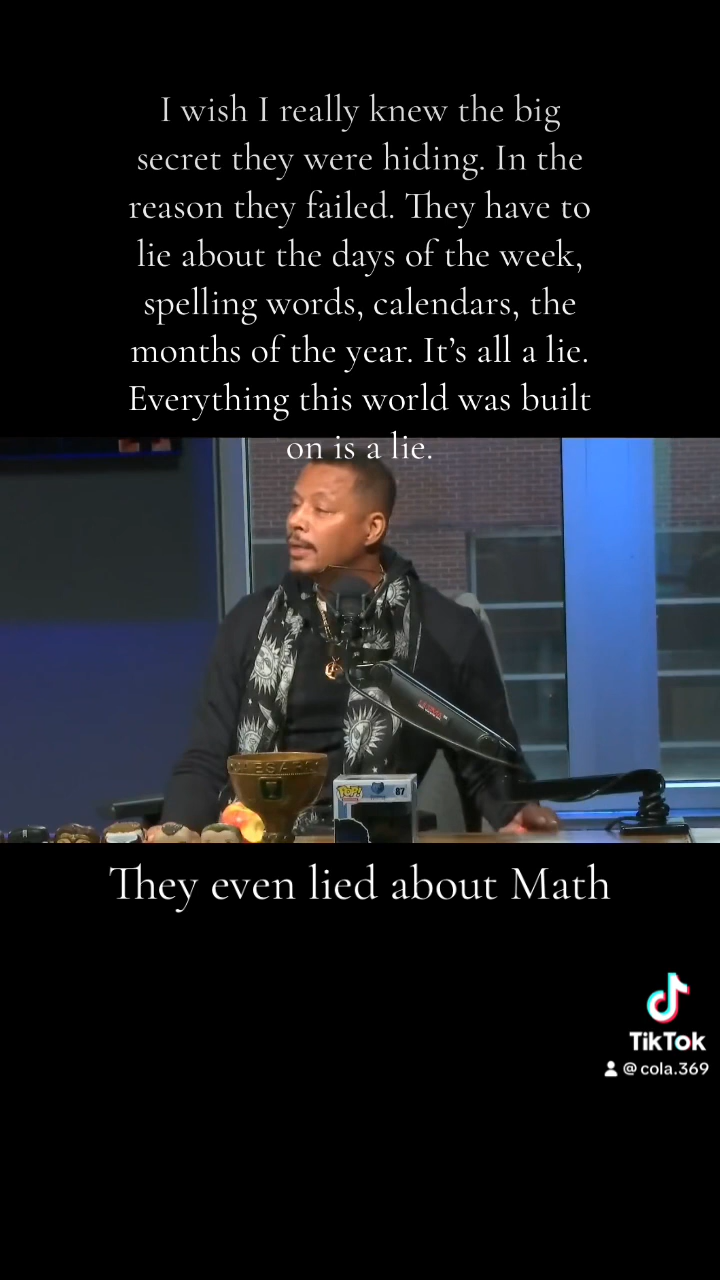 I wish I really knew the big
secret they were hiding. In the
reason they failed. They have to
lie about the days of the week,
spelling words, calendars, the
months of the year. It’s all a lie.
Everything this world was built
on is a lie.
POP!
87
They even lied about Math
TikTok
@cola.369